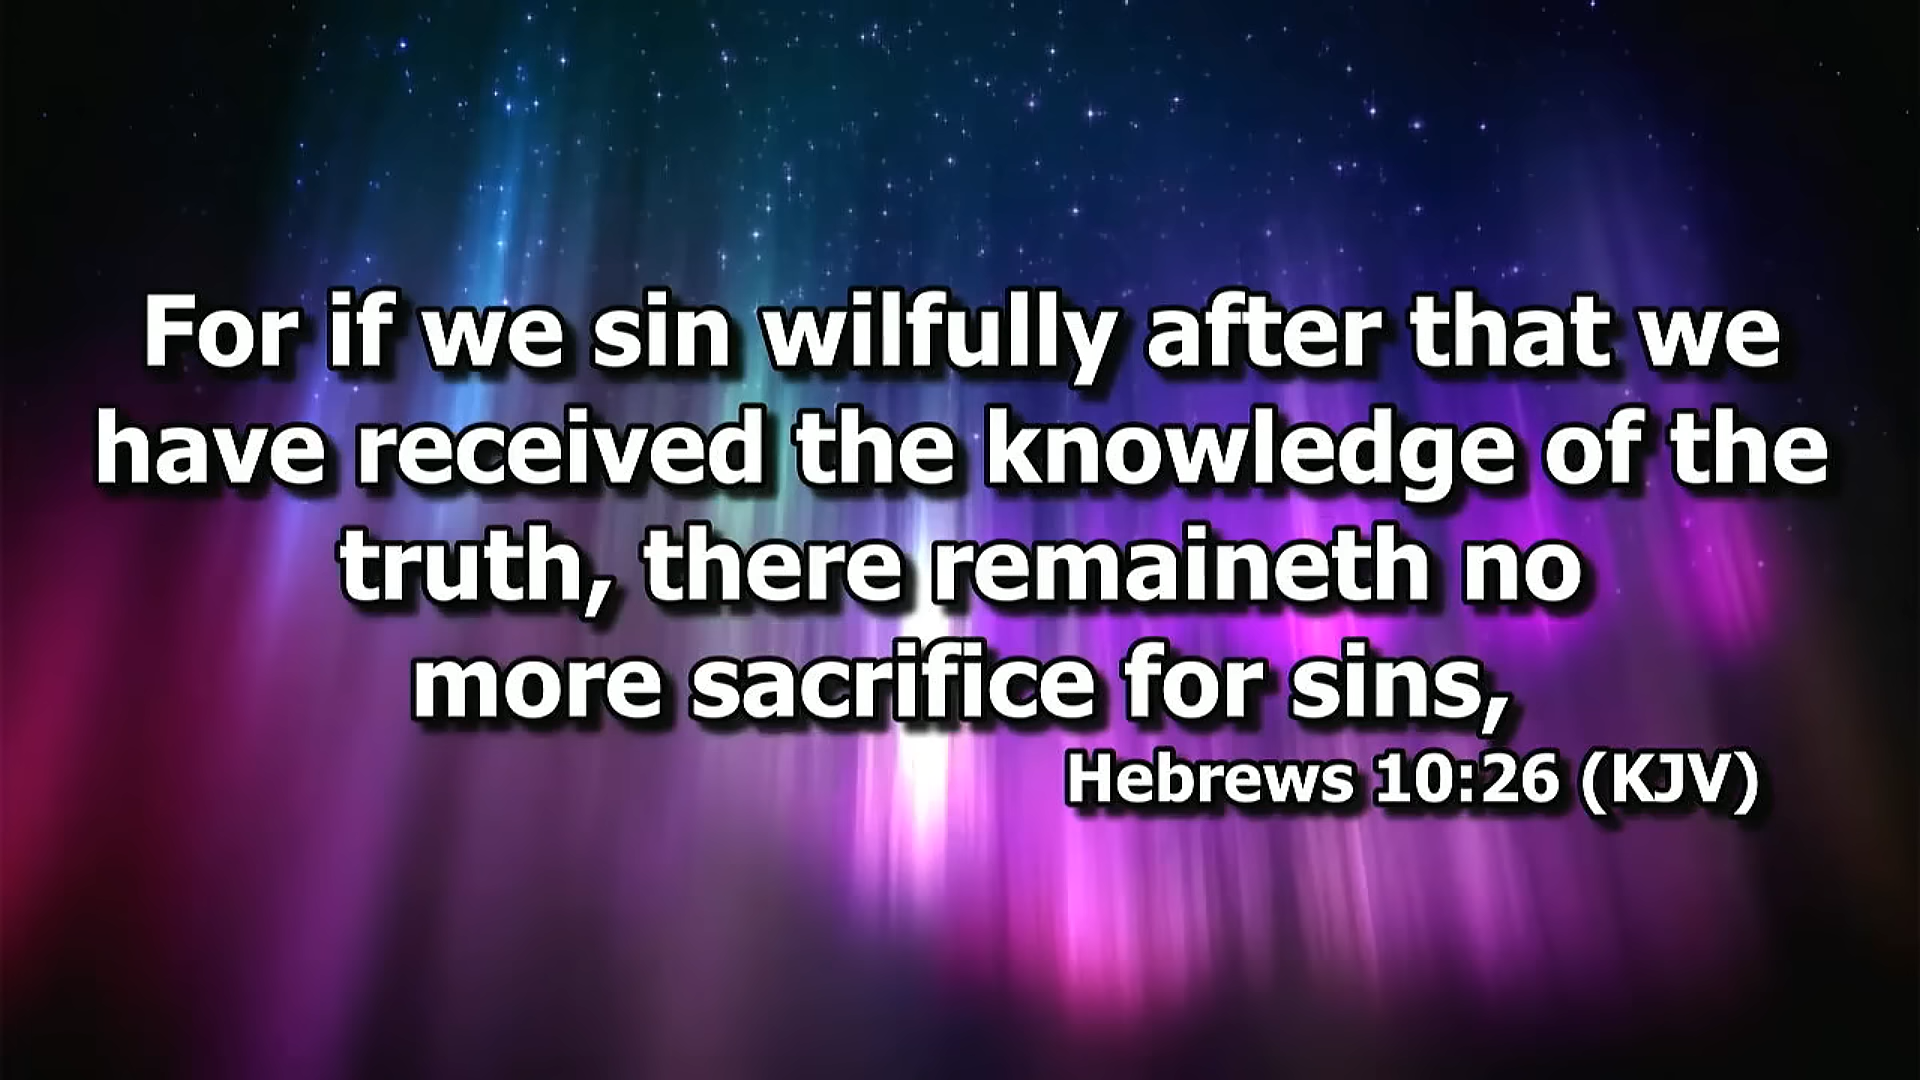 For if we sin wilfully after that we
have received the knowledge of the
truth, there remaineth no
more sacrifice for sins,
Hebrews 10:26 (KJV)